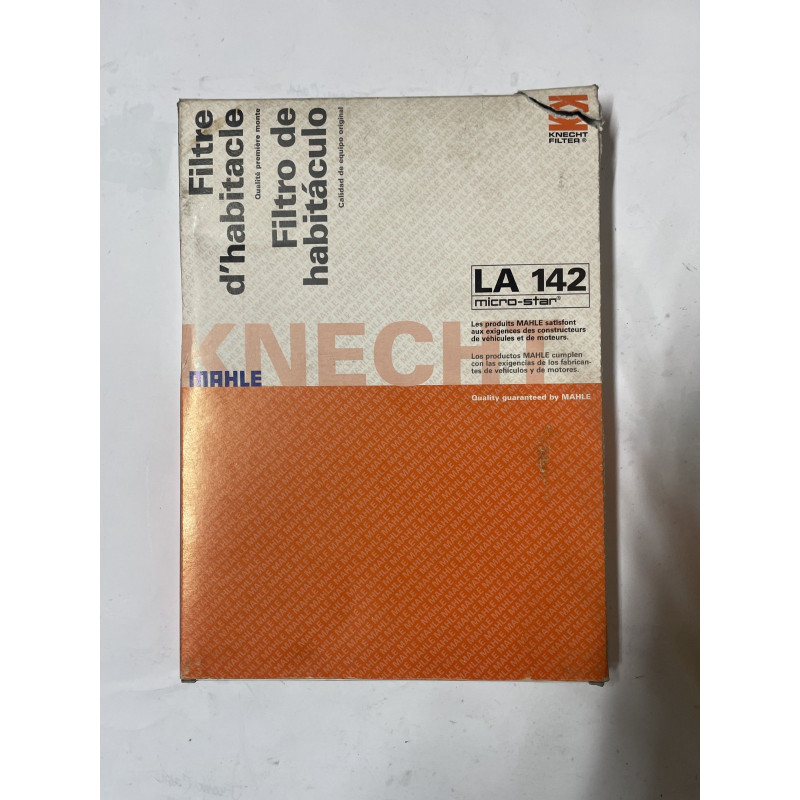 Filtre
d'habitacle
Qualité première monte
Filtro de
habitáculo
Calidad de equipo original
KNECHT
FILTER®
LA 142
micro-star®
Les produits MAHLE satisfont
aux exigences des constructeurs
de véhicules et de moteurs.
Los productos MAHLE cumplen
con las exigencias de los fabrican-
tes de vehículos y de motores.
KNECHT
MAHLE
Quality guaranteed by MAHLE